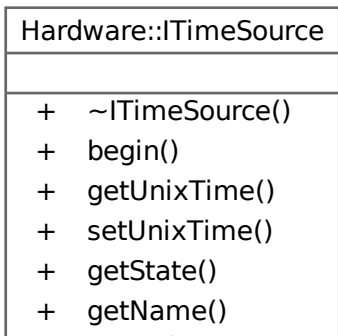 Hardware::ITimeSource
+ ~ITimeSource()
+ begin()
+ getUnixTime()
+ setUnixTime()
+ getState()
+ getName()